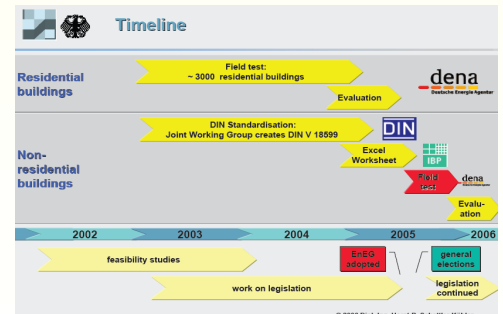 Timeline
Residential
buildings
Field test:
~ 3000 residential buildings
Evaluation
dena
Deutsche Energie-Agentur
Non-
residential
buildings
DIN Standardisation:
Joint Working Group creates DIN V 18599
DIN
Excel
Worksheet
IBP
Field
test
dena
Evalu-
ation
2002 2003 2004 2005 2006
feasibility studies
EnEG
adopted
general
elections
work on legislation
legislation
continued